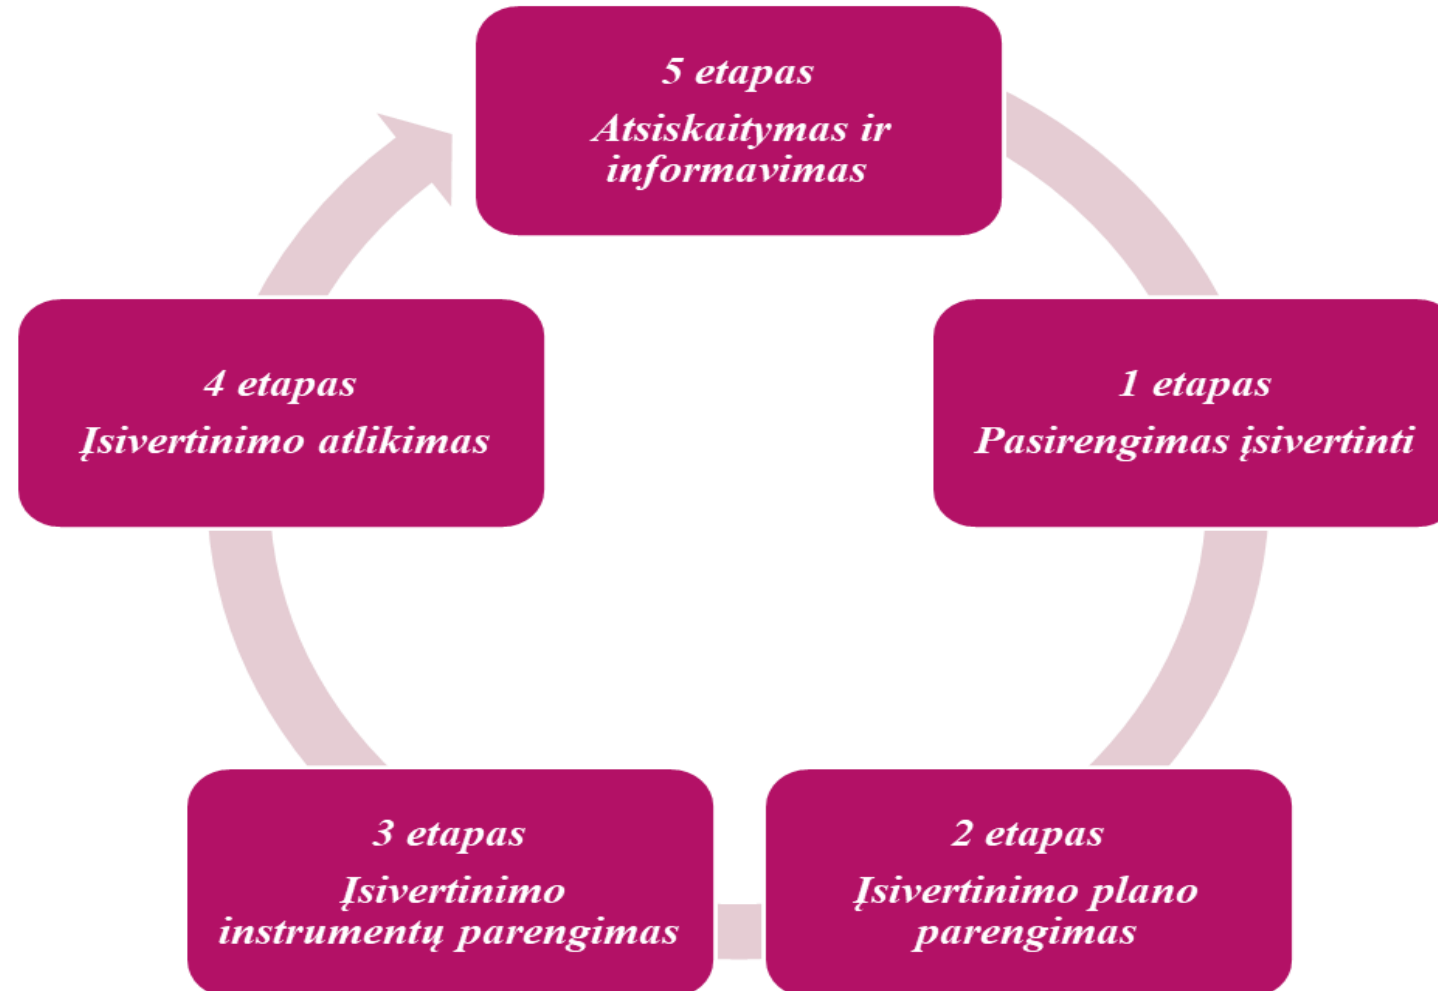 5 etapas
Atsiskaitymas ir
informavimas
4 etapas
Įsivertinimo atlikimas
1 etapas
Pasirengimas įsivertinti
3 etapas
Įsivertinimo
instrumentų parengimas
2 etapas
Įsivertinimo plano
parengimas